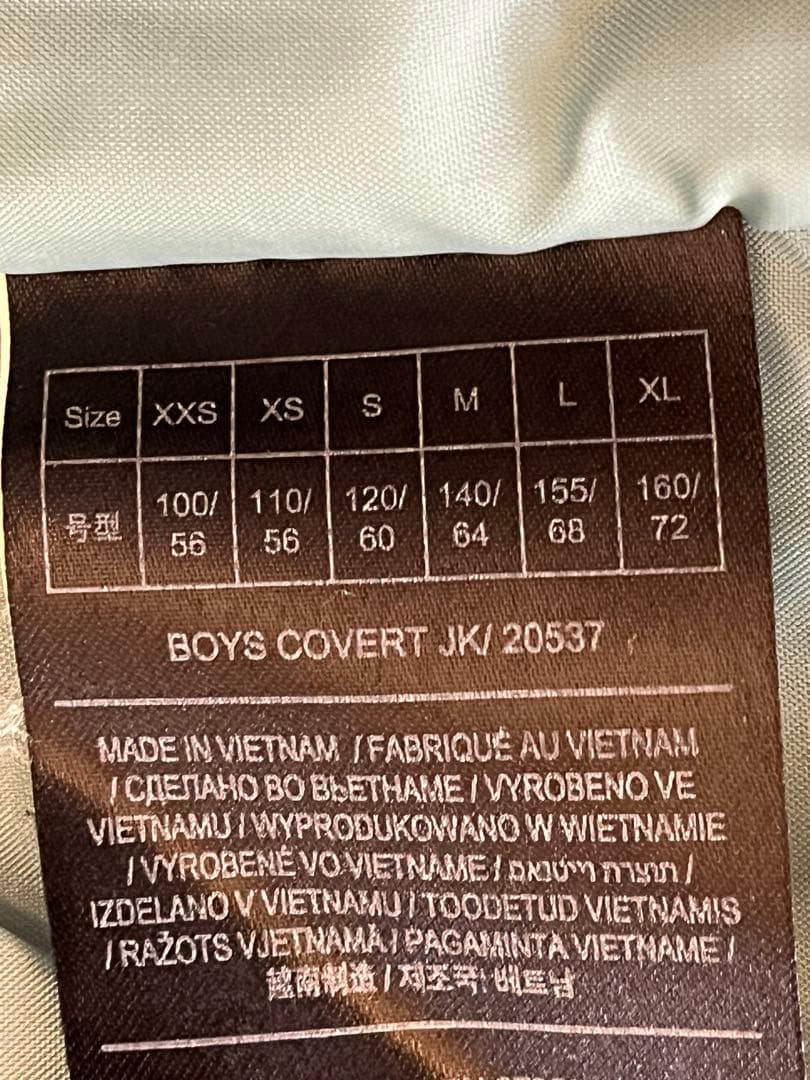 Size XXS XS S M L XL
号型 100/56 110/56 120/60 140/64 155/68 160/72
BOYS COVERT JK/ 20537
MADE IN VIETNAM / FABRIQUÉ AU VIETNAM
/ СДЕЛАНО ВО ВЬЕТНАМЕ / VYROBENO VE
VIETNAMU / WYPRODUKOWANO W WIETNAMIE
/ VYROBENÉ VO VIETNAME / תוצרת וייטנאם /
IZDELANO V VIETNAMU / TOODETUD VIETNAMIS
/ RAŽOTS VJETNAMĀ / PAGAMINTA VIETNAME /
越南制造 / 제조국: 베트남